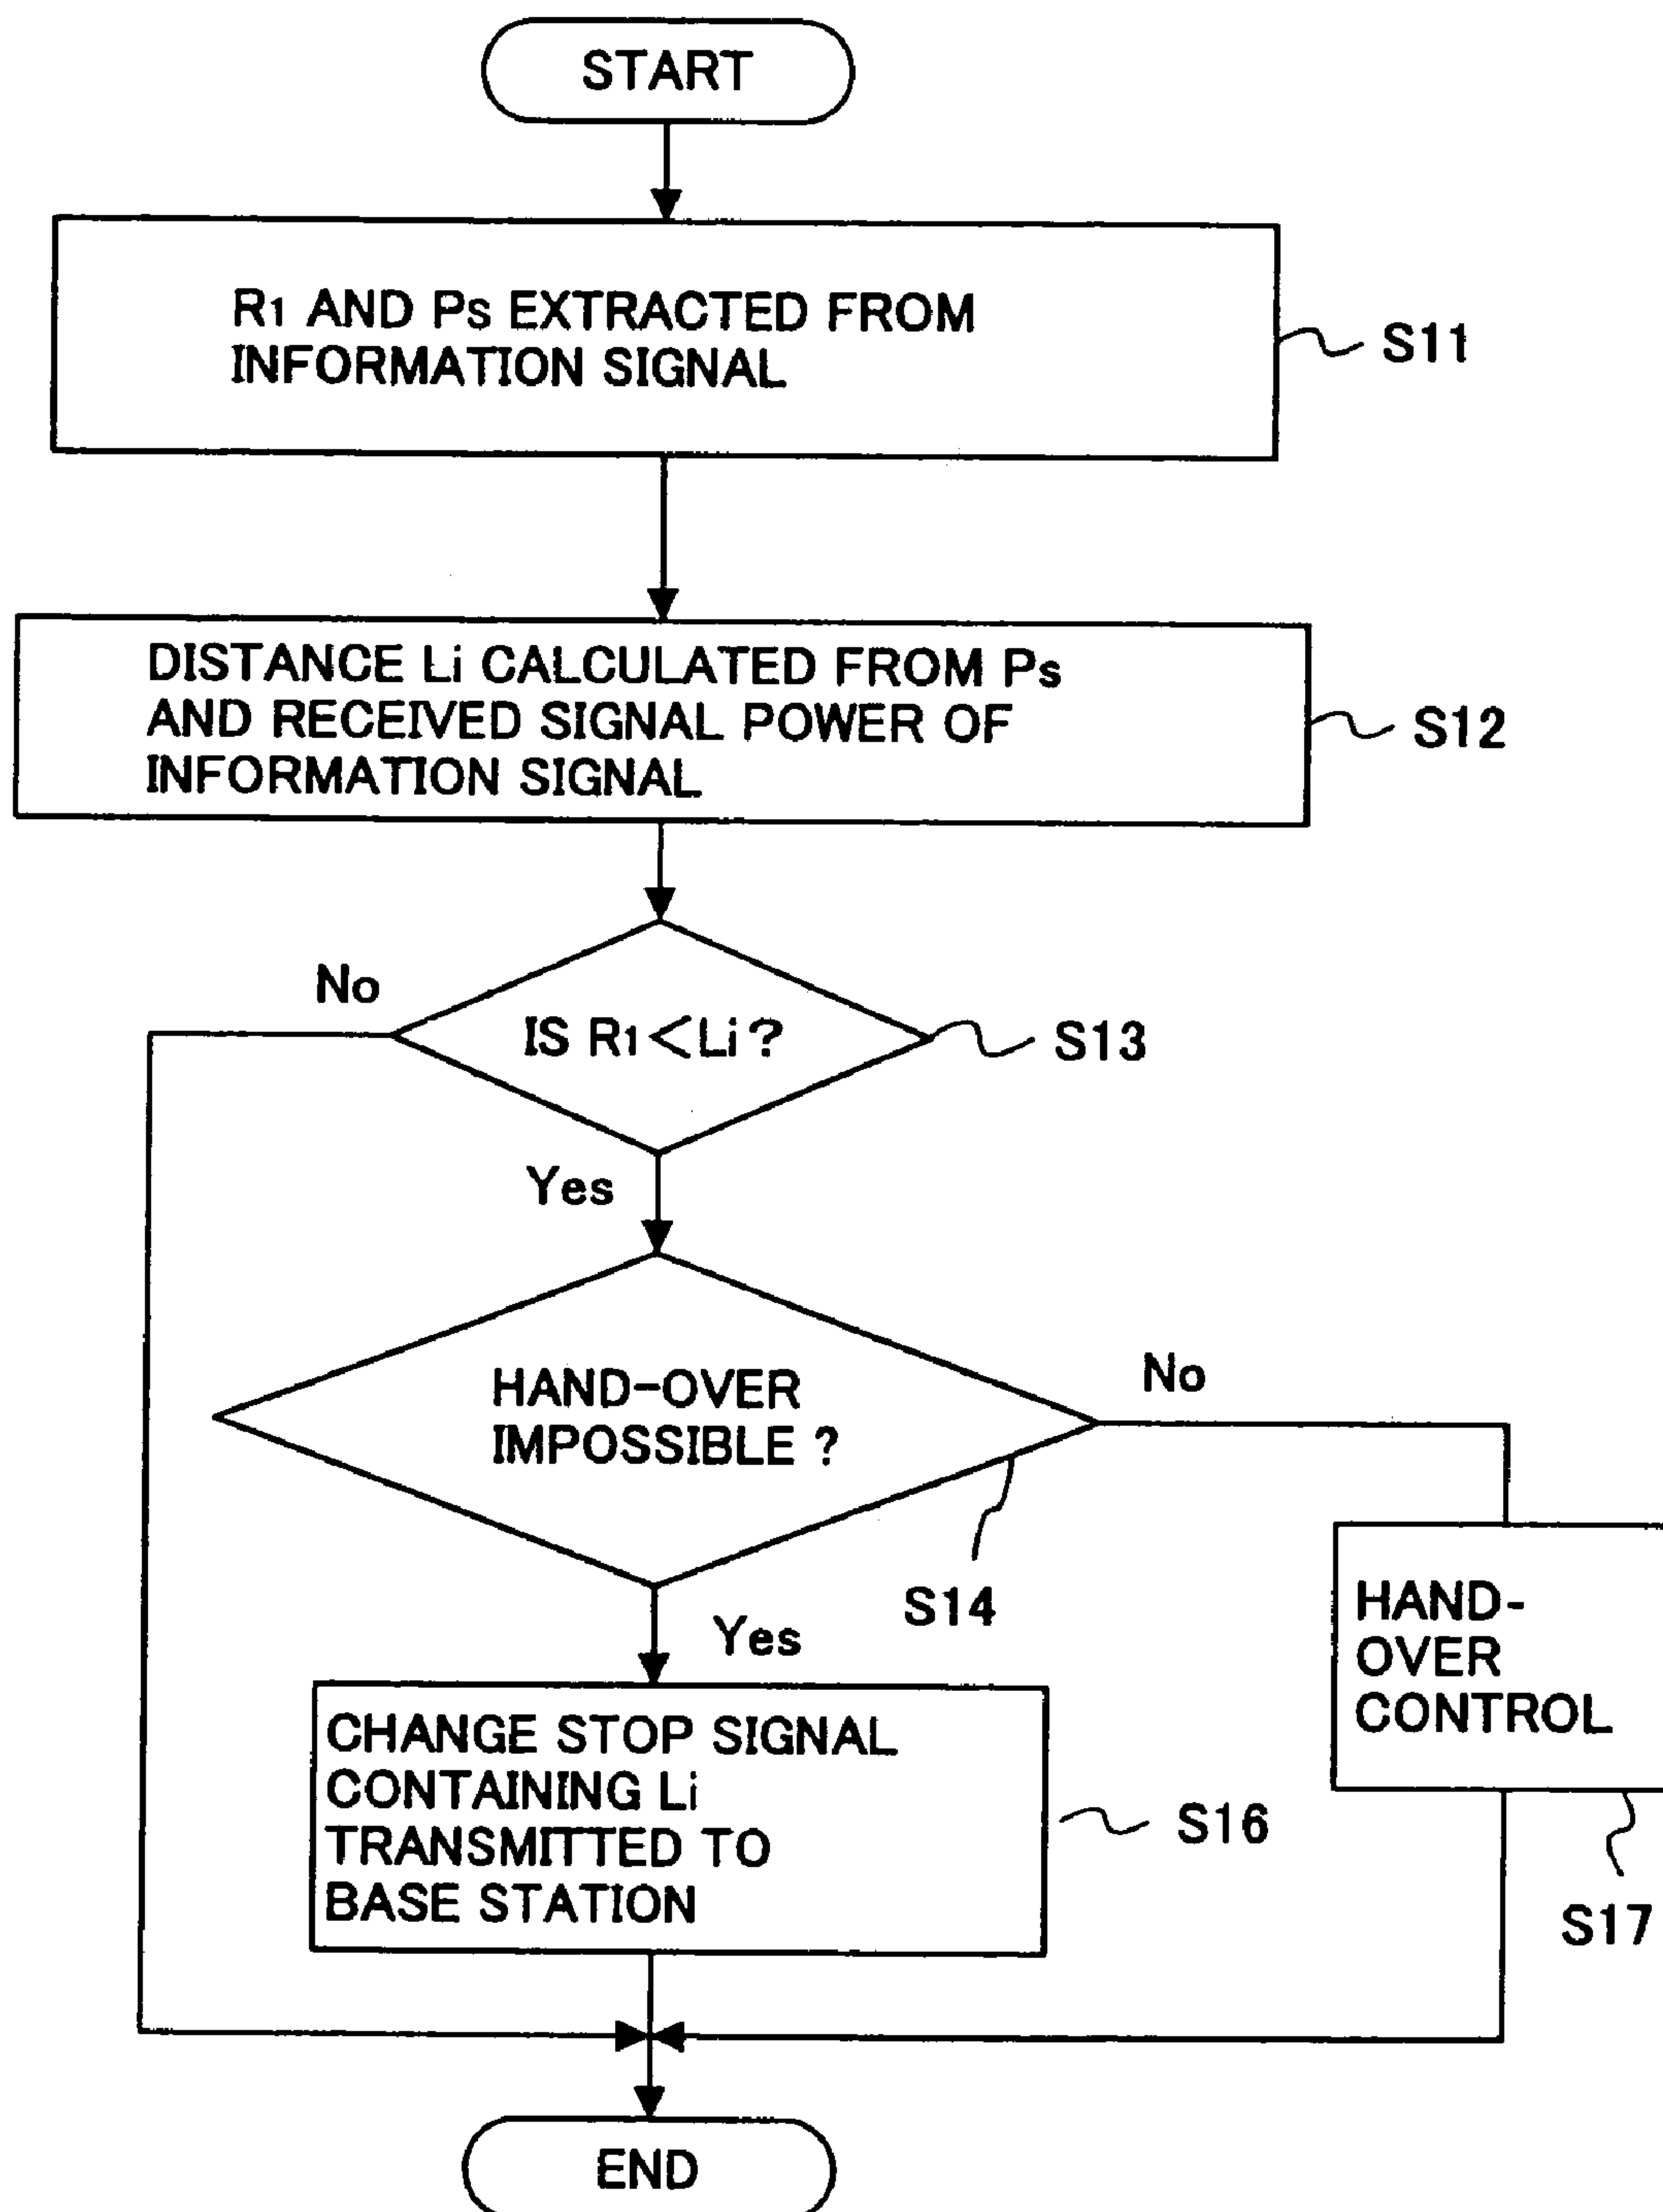 START
R1 AND Ps EXTRACTED FROM
INFORMATION SIGNAL
S11
DISTANCE Li CALCULATED FROM Ps
AND RECEIVED SIGNAL POWER OF
INFORMATION SIGNAL
S12
No
IS R1<Li?
S13
Yes
HAND-OVER
IMPOSSIBLE ?
No
S14
Yes
HAND-
OVER
CONTROL
S17
CHANGE STOP SIGNAL
CONTAINING Li
TRANSMITTED TO
BASE STATION
S16
END